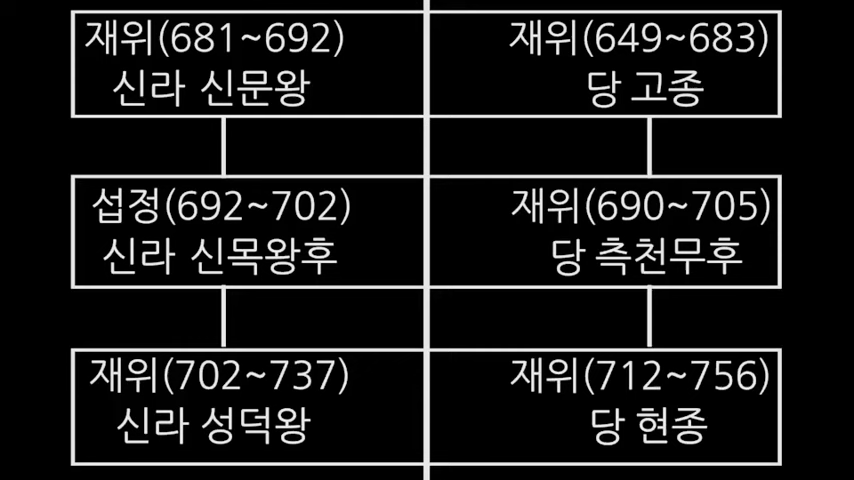 재위(681~692)
신라 신문왕
재위(649~683)
당 고종
섭정(692~702)
신라 신목왕후
재위(690~705)
당 측천무후
재위(702~737)
신라 성덕왕
재위(712~756)
당 현종